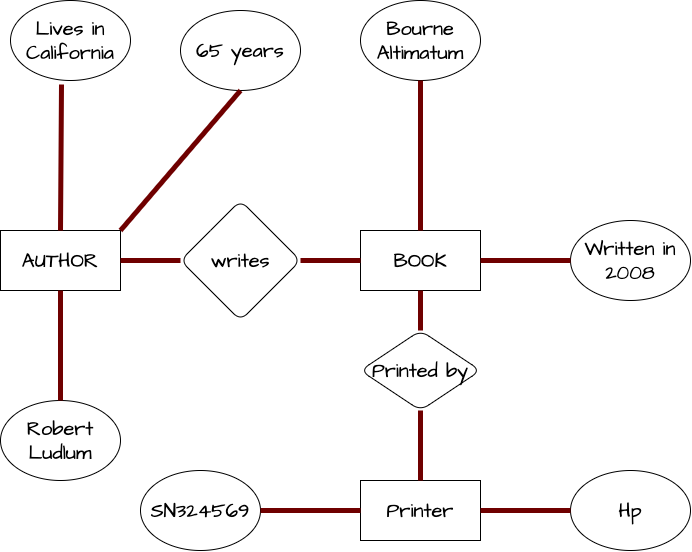 Lives in
California
65 years
Bourne
Altimatum
AUTHOR
writes
BOOK
Written in
2008
Printed by
Robert
Ludlum
SN324569
Printer
Hp